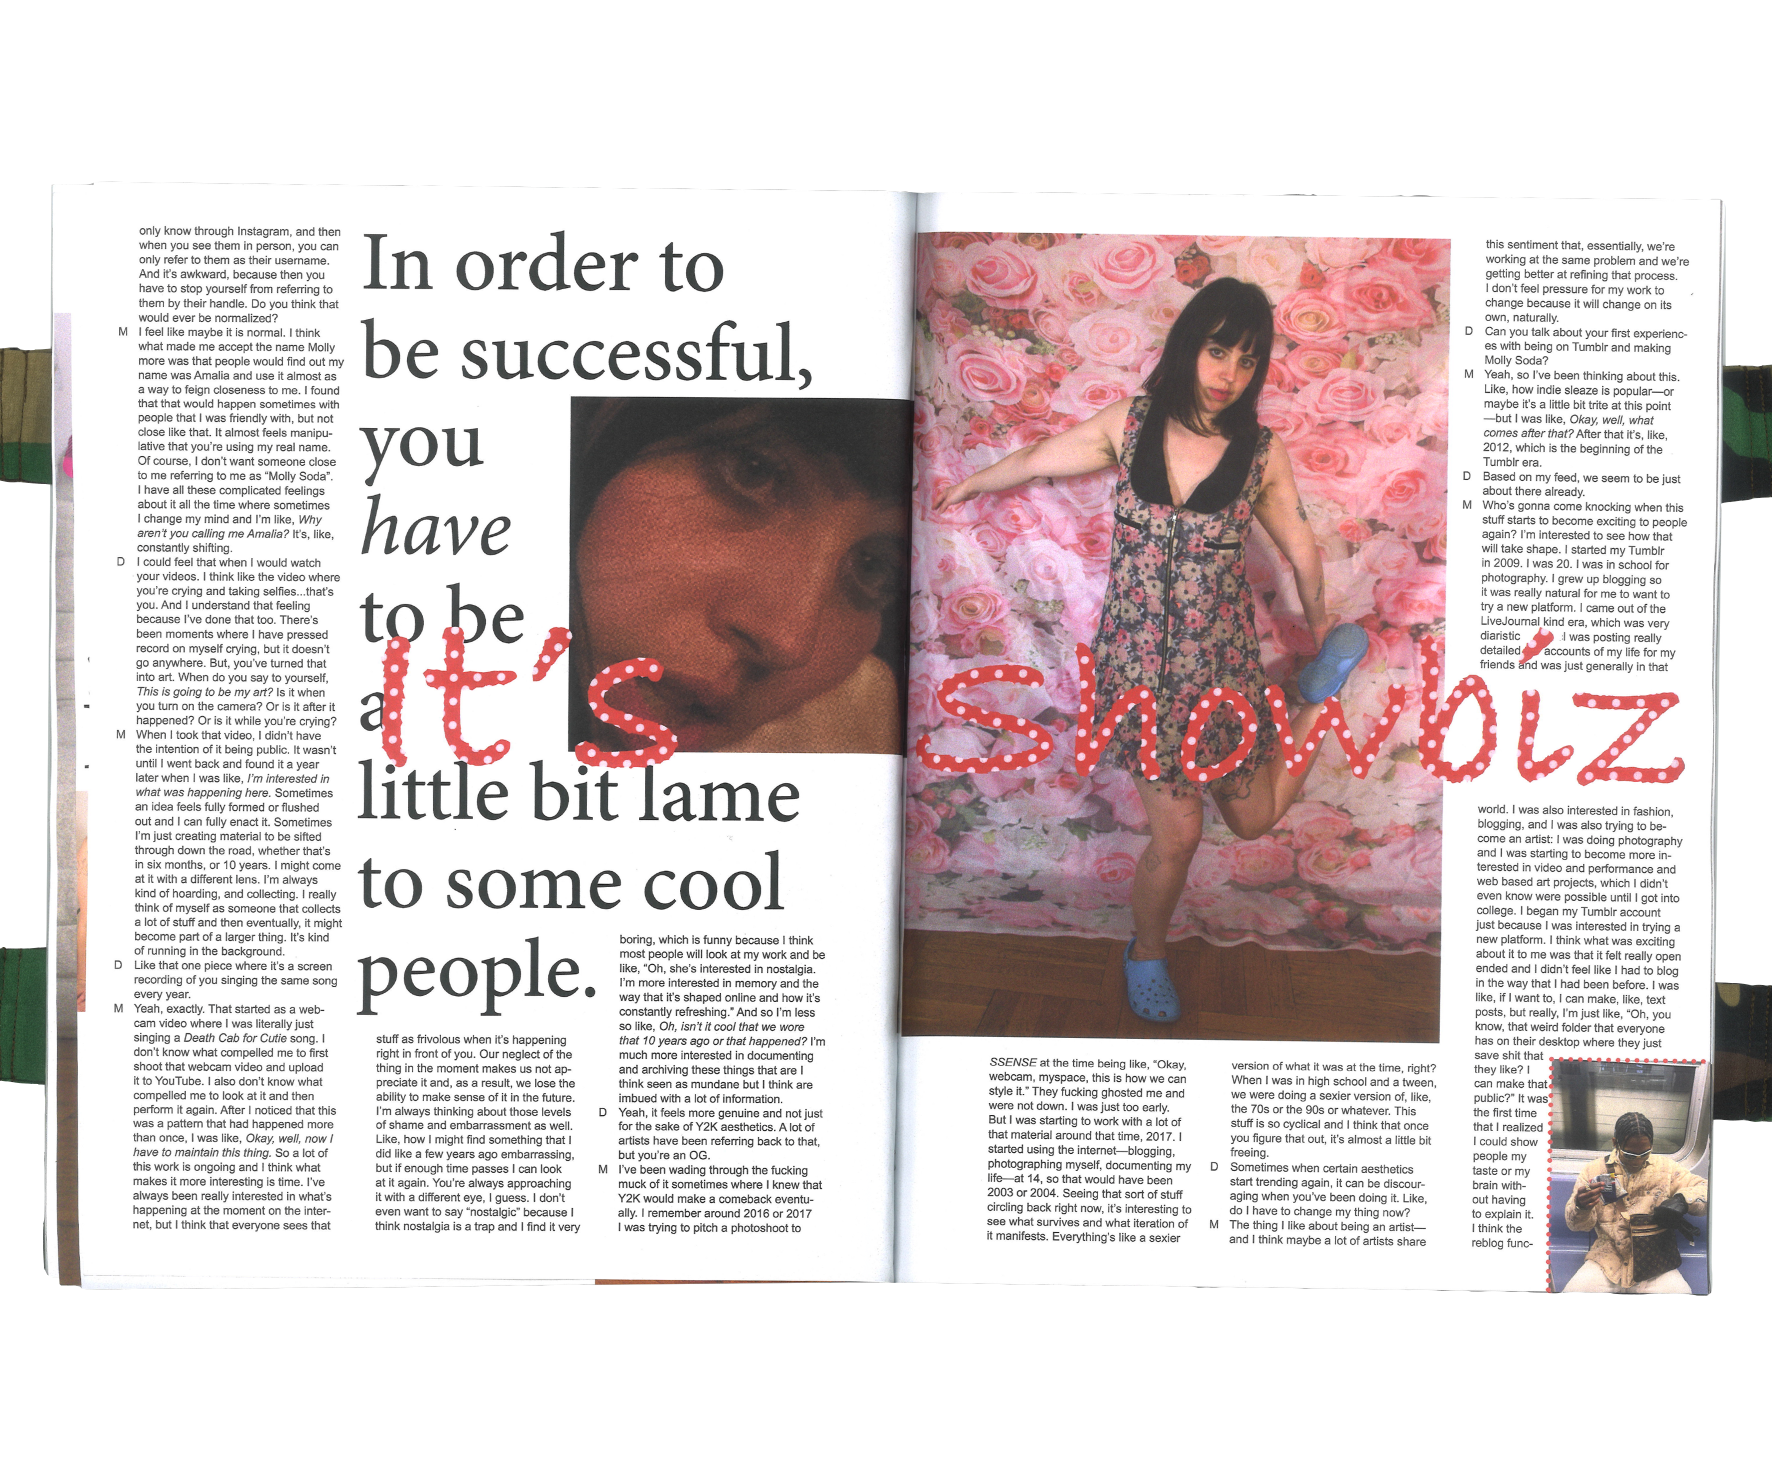 only know through Instagram, and then
when you see them in person, you can
only refer to them as their username.
And it's awkward, because then you
have to stop yourself from referring to
them by their handle. Do you think that
would ever be normalized?
M I feel like maybe it is normal. I think
what made me accept the name Molly
more was that people would find out my
name was Amalia and use it almost as
a way to feign closeness to me. I found
that that would happen sometimes with
people that I was friendly with, but not
close like that. It almost feels manipu-
lative that you're using my real name.
Of course, I don't want someone close
to me referring to me as “Molly Soda”.
I have all these complicated feelings
about it all the time where sometimes
I change my mind and I'm like, Why
aren't you calling me Amalia? It's, like,
constantly shifting.
D I could feel that when I would watch
your videos. I think like the video where
you're crying and taking selfies...that's
you. And I understand that feeling
because I've done that too. There's
been moments where I have pressed
record on myself crying, but it doesn't
go anywhere. But, you've turned that
into art. When do you say to yourself,
This is going to be my art? Is it when
you turn on the camera? Or is it after it
happened? Or is it while you're crying?
M When I took that video, I didn't have
the intention of it being public. It wasn't
until I went back and found it a year
later when I was like, I'm interested in
what was happening here. Sometimes
an idea feels fully formed or flushed
out and I can fully enact it. Sometimes
I'm just creating material to be sifted
through down the road, whether that's
in six months, or 10 years. I might come
at it with a different lens. I'm always
kind of hoarding, and collecting. I really
think of myself as someone that collects
a lot of stuff and then eventually, it might
become part of a larger thing. It's kind
of running in the background.
D Like that one piece where it's a screen
recording of you singing the same song
every year.
M Yeah, exactly. That started as a web-
cam video where I was literally just
singing a Death Cab for Cutie song. I
don't know what compelled me to first
shoot that webcam video and upload
it to YouTube. I also don't know what
compelled me to look at it and then
perform it again. After I noticed that this
was a pattern that had happened more
than once, I was like, Okay, well, now I
have to maintain this thing. So a lot of
this work is ongoing and I think what
makes it more interesting is time. I've
always been really interested in what's
happening at the moment on the inter-
net, but I think that everyone sees that
In order to
be successful,
you
have
to be
a
little bit lame
to some cool
people.
It's showbiz
stuff as frivolous when it's happening
right in front of you. Our neglect of the
thing in the moment makes us not ap-
preciate it and, as a result, we lose the
ability to make sense of it in the future.
I'm always thinking about those levels
of shame and embarrassment as well.
Like, how I might find something that I
did like a few years ago embarrassing,
but if enough time passes I can look
at it again. You're always approaching
it with a different eye, I guess. I don't
even want to say “nostalgic” because I
think nostalgia is a trap and I find it very
boring, which is funny because I think
most people will look at my work and be
like, “Oh, she's interested in nostalgia.
I'm more interested in memory and the
way that it's shaped online and how it's
constantly refreshing.” And so I'm less
so like, Oh, isn't it cool that we wore
that 10 years ago or that happened? I'm
much more interested in documenting
and archiving these things that are I
think seen as mundane but I think are
imbued with a lot of information.
D Yeah, it feels more genuine and not just
for the sake of Y2K aesthetics. A lot of
artists have been referring back to that,
but you're an OG.
M I've been wading through the fucking
muck of it sometimes where I knew that
Y2K would make a comeback eventu-
ally. I remember around 2016 or 2017
I was trying to pitch a photoshoot to
SSENSE at the time being like, “Okay,
webcam, myspace, this is how we can
style it.” They fucking ghosted me and
were not down. I was just too early.
But I was starting to work with a lot of
that material around that time, 2017. I
started using the internet—blogging,
photographing myself, documenting my
life—at 14, so that would have been
2003 or 2004. Seeing that sort of stuff
circling back right now, it's interesting to
see what survives and what iteration of
it manifests. Everything's like a sexier
version of what it was at the time, right?
When I was in high school and a tween,
we were doing a sexier version of, like,
the 70s or the 90s or whatever. This
stuff is so cyclical and I think that once
you figure that out, it's almost a little bit
freeing.
D Sometimes when certain aesthetics
start trending again, it can be discour-
aging when you've been doing it. Like,
do I have to change my thing now?
M The thing I like about being an artist—
and I think maybe a lot of artists share
this sentiment that, essentially, we're
working at the same problem and we're
getting better at refining that process.
I don't feel pressure for my work to
change because it will change on its
own, naturally.
D Can you talk about your first experienc-
es with being on Tumblr and making
Molly Soda?
M Yeah, so I've been thinking about this.
Like, how indie sleaze is popular—or
maybe it's a little bit trite at this point
—but I was like, Okay, well, what
comes after that? After that it's, like,
2012, which is the beginning of the
Tumblr era.
D Based on my feed, we seem to be just
about there already.
M Who's gonna come knocking when this
stuff starts to become exciting to people
again? I'm interested to see how that
will take shape. I started my Tumblr
in 2009. I was 20. I was in school for
photography. I grew up blogging so
it was really natural for me to want to
try a new platform. I came out of the
LiveJournal kind era, which was very
diaristic I was posting really
detailed accounts of my life for my
friends and was just generally in that
world. I was also interested in fashion,
blogging, and I was also trying to be-
come an artist: I was doing photography
and I was starting to become more in-
terested in video and performance and
web based art projects, which I didn't
even know were possible until I got into
college. I began my Tumblr account
just because I was interested in trying a
new platform. I think what was exciting
about it to me was that it felt really open
ended and I didn't feel like I had to blog
in the way that I had been before. I was
like, if I want to, I can make, like, text
posts, but really, I'm just like, “Oh, you
know, that weird folder that everyone
has on their desktop where they just
save shit that
they like? I
can make that
public?” It was
the first time
that I realized
I could show
people my
taste or my
brain with-
out having
to explain it.
I think the
reblog func-